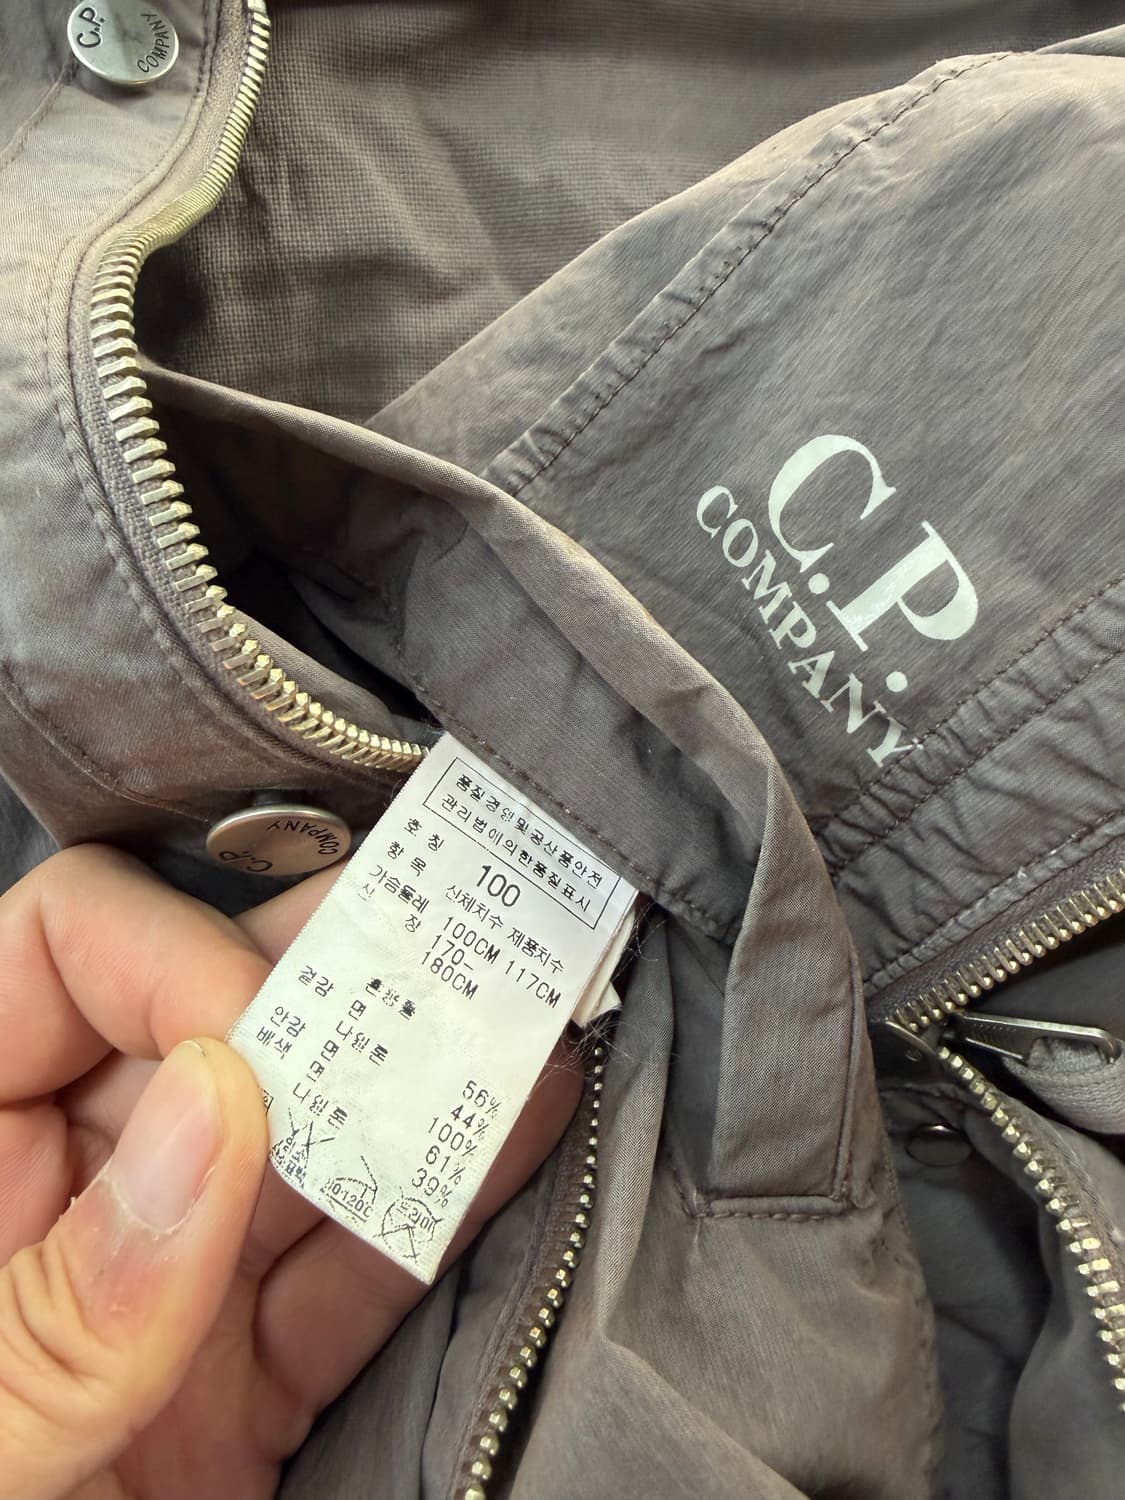 C.P.
COMPANY
C.P.
COMPANY
C.P.
COMPANY
품질경영및공산품안전
관리법에의한품질표시
호 칭 100
항 목 신체치수 제품치수
가슴둘레 100CM 117CM
신 장 170-
180CM
겉감 혼용률
면 56%
나일론 44%
안감 면 100%
배색 면 61%
나일론 39%
드라이